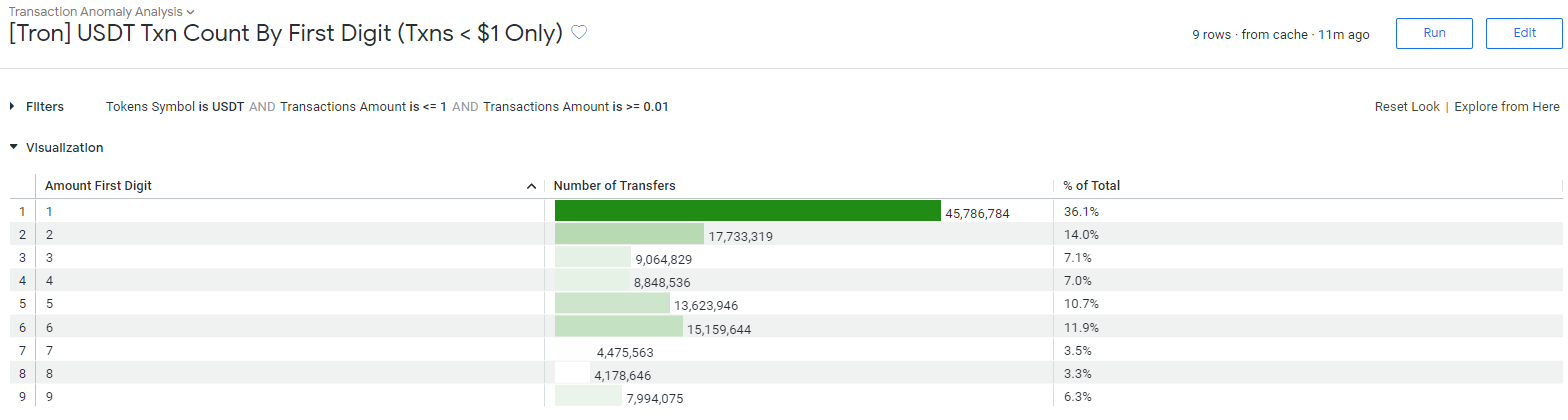 Transaction Anomaly Analysis
[Tron] USDT Txn Count By First Digit (Txns < $1 Only)
9 rows · from cache · 11m ago Run Edit
Filters Tokens Symbol is USDT AND Transactions Amount is <= 1 AND Transactions Amount is >= 0.01 Reset Look | Explore from Here
Visualization
Amount First Digit Number of Transfers % of Total
1 1 45,786,784 36.1%
2 2 17,733,319 14.0%
3 3 9,064,829 7.1%
4 4 8,848,536 7.0%
5 5 13,623,946 10.7%
6 6 15,159,644 11.9%
7 7 4,475,563 3.5%
8 8 4,178,646 3.3%
9 9 7,994,075 6.3%